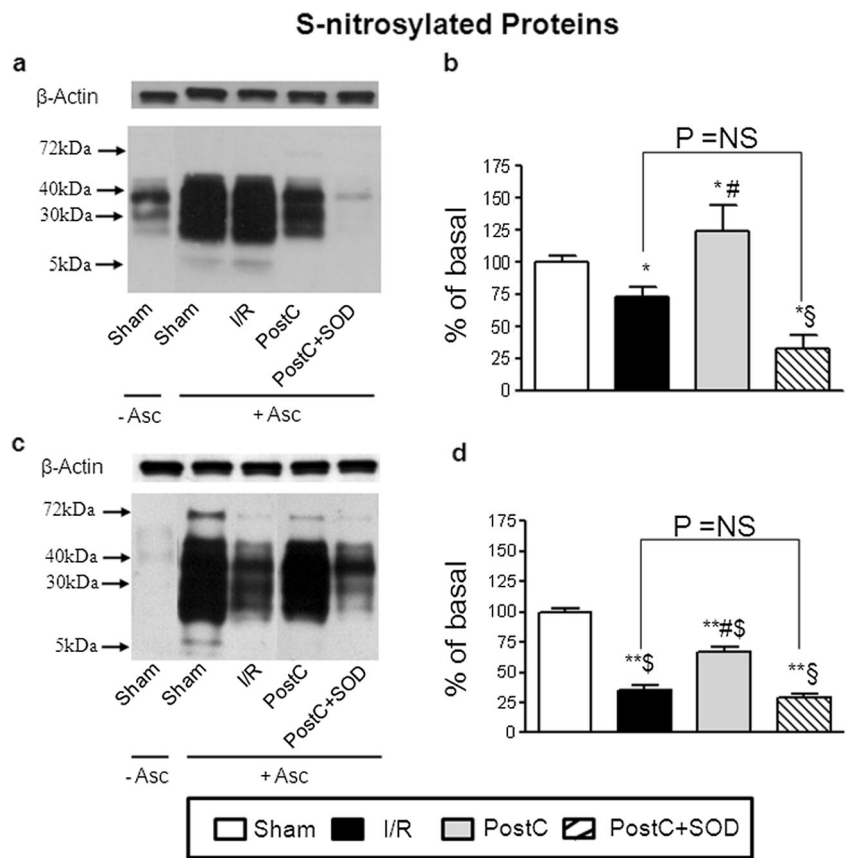 S-nitrosylated Proteins
a
β-Actin
72kDa
40kDa
30kDa
5kDa
Sham Sham I/R PostC PostC+SOD
- Asc + Asc
b
P =NS
% of basal
175
150
125
100
75
50
25
0
*
*#
*§
c
β-Actin
72kDa
40kDa
30kDa
5kDa
Sham Sham I/R PostC PostC+SOD
- Asc + Asc
d
P =NS
% of basal
175
150
125
100
75
50
25
0
**$
**#$
**§
Sham I/R PostC PostC+SOD